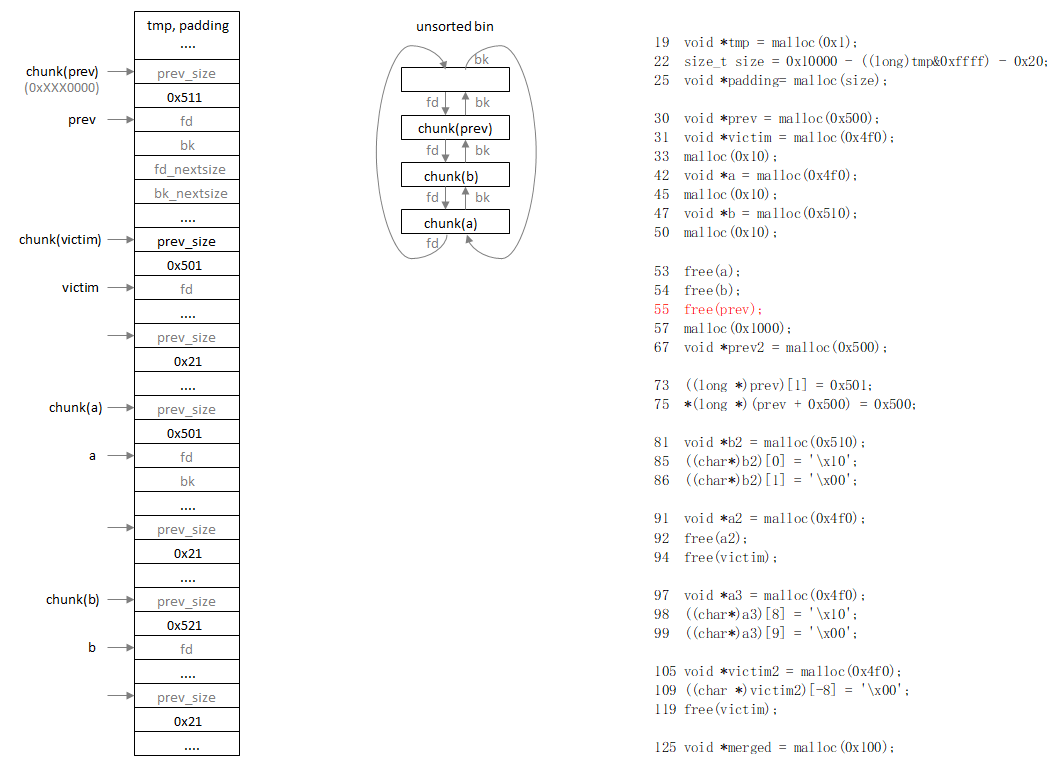 tmp, padding
....
chunk(prev)
(0xXXX0000)
prev_size
0x511
prev
fd
bk
fd_nextsize
bk_nextsize
....
chunk(victim)
prev_size
0x501
victim
fd
....
prev_size
0x21
....
chunk(a)
prev_size
0x501
a
fd
bk
....
prev_size
0x21
....
chunk(b)
prev_size
0x521
b
fd
....
prev_size
0x21
....
unsorted bin
bk
fd
bk
chunk(prev)
fd
bk
chunk(b)
fd
bk
chunk(a)
fd
19 void *tmp = malloc(0x1);
22 size_t size = 0x10000 - ((long)tmp&0xffff) - 0x20;
25 void *padding= malloc(size);
30 void *prev = malloc(0x500);
31 void *victim = malloc(0x4f0);
33 malloc(0x10);
42 void *a = malloc(0x4f0);
45 malloc(0x10);
47 void *b = malloc(0x510);
50 malloc(0x10);
53 free(a);
54 free(b);
55 free(prev);
57 malloc(0x1000);
67 void *prev2 = malloc(0x500);
73 ((long *)prev)[1] = 0x501;
75 *(long *)(prev + 0x500) = 0x500;
81 void *b2 = malloc(0x510);
85 ((char*)b2)[0] = '\x10';
86 ((char*)b2)[1] = '\x00';
91 void *a2 = malloc(0x4f0);
92 free(a2);
94 free(victim);
97 void *a3 = malloc(0x4f0);
98 ((char*)a3)[8] = '\x10';
99 ((char*)a3)[9] = '\x00';
105 void *victim2 = malloc(0x4f0);
109 ((char *)victim2)[-8] = '\x00';
119 free(victim);
125 void *merged = malloc(0x100);